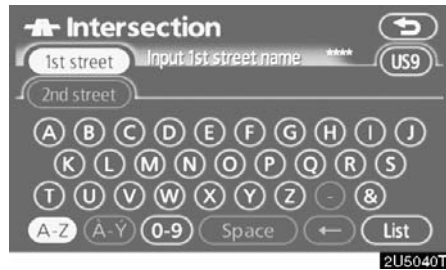 Intersection
1st street Input 1st street name **** US9
2nd street
A B C D E F G H I J
K L M N O P Q R S
T U V W X Y Z - &
A-Z À-Ý 0-9 Space ← List
2U5040T